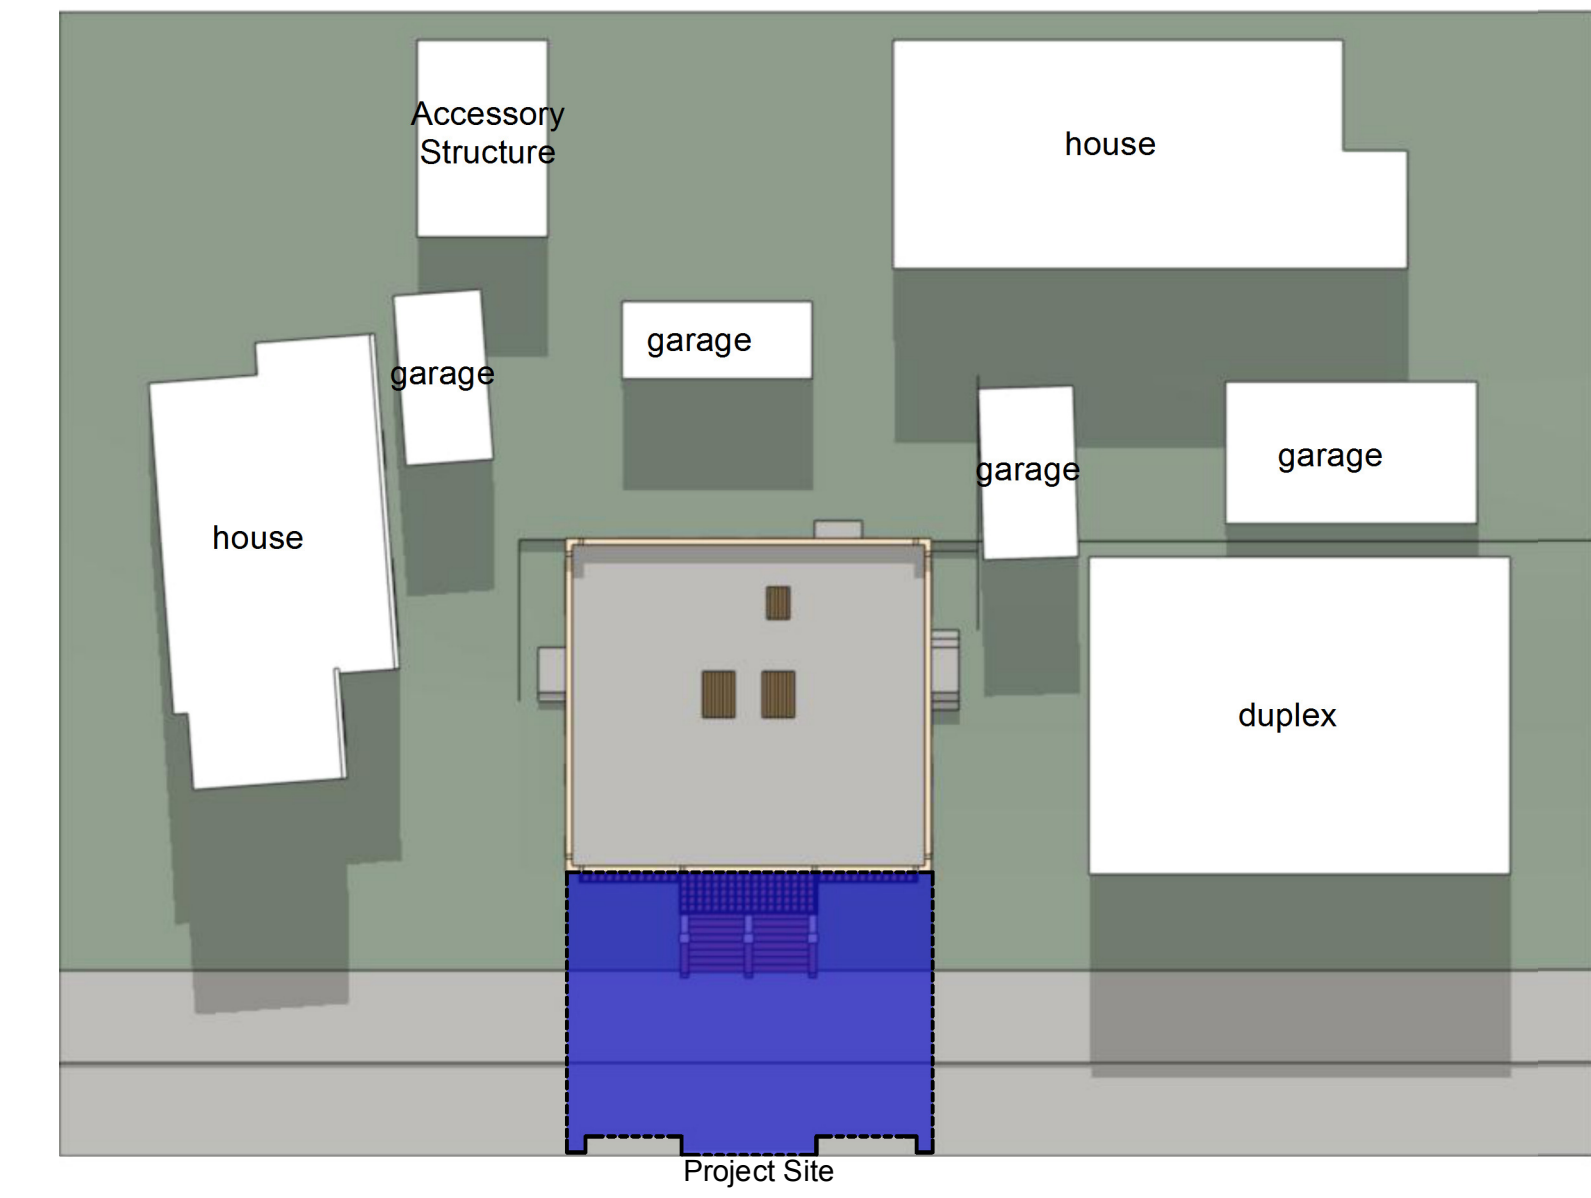 Accessory
Structure
house
garage
garage
garage
garage
house
duplex
Project Site